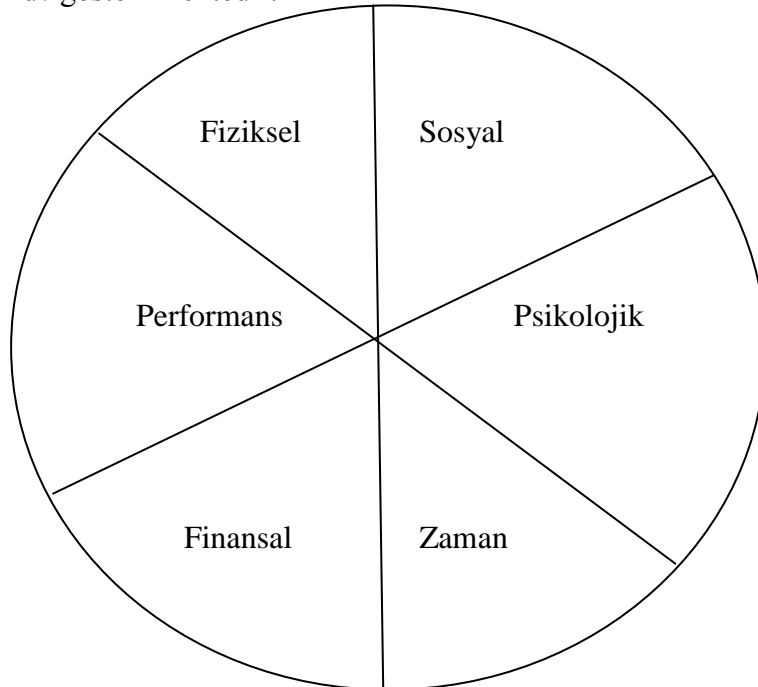 Fiziksel
Sosyal
Performans
Psikolojik
Finansal
Zaman